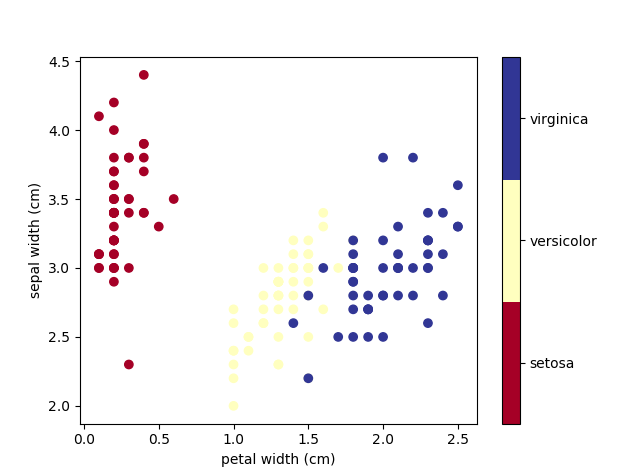 4.5
4.0
3.5
3.0
2.5
2.0
sepal width (cm)
0.0 0.5 1.0 1.5 2.0 2.5
petal width (cm)
virginica
versicolor
setosa